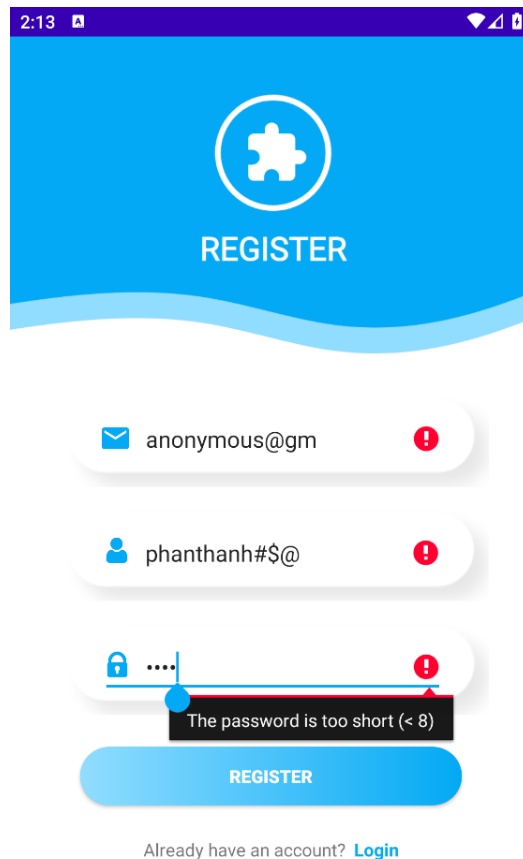 2:13
REGISTER
anonymous@gm
phanthanh#$@
••••
The password is too short (< 8)
REGISTER
Already have an account? Login